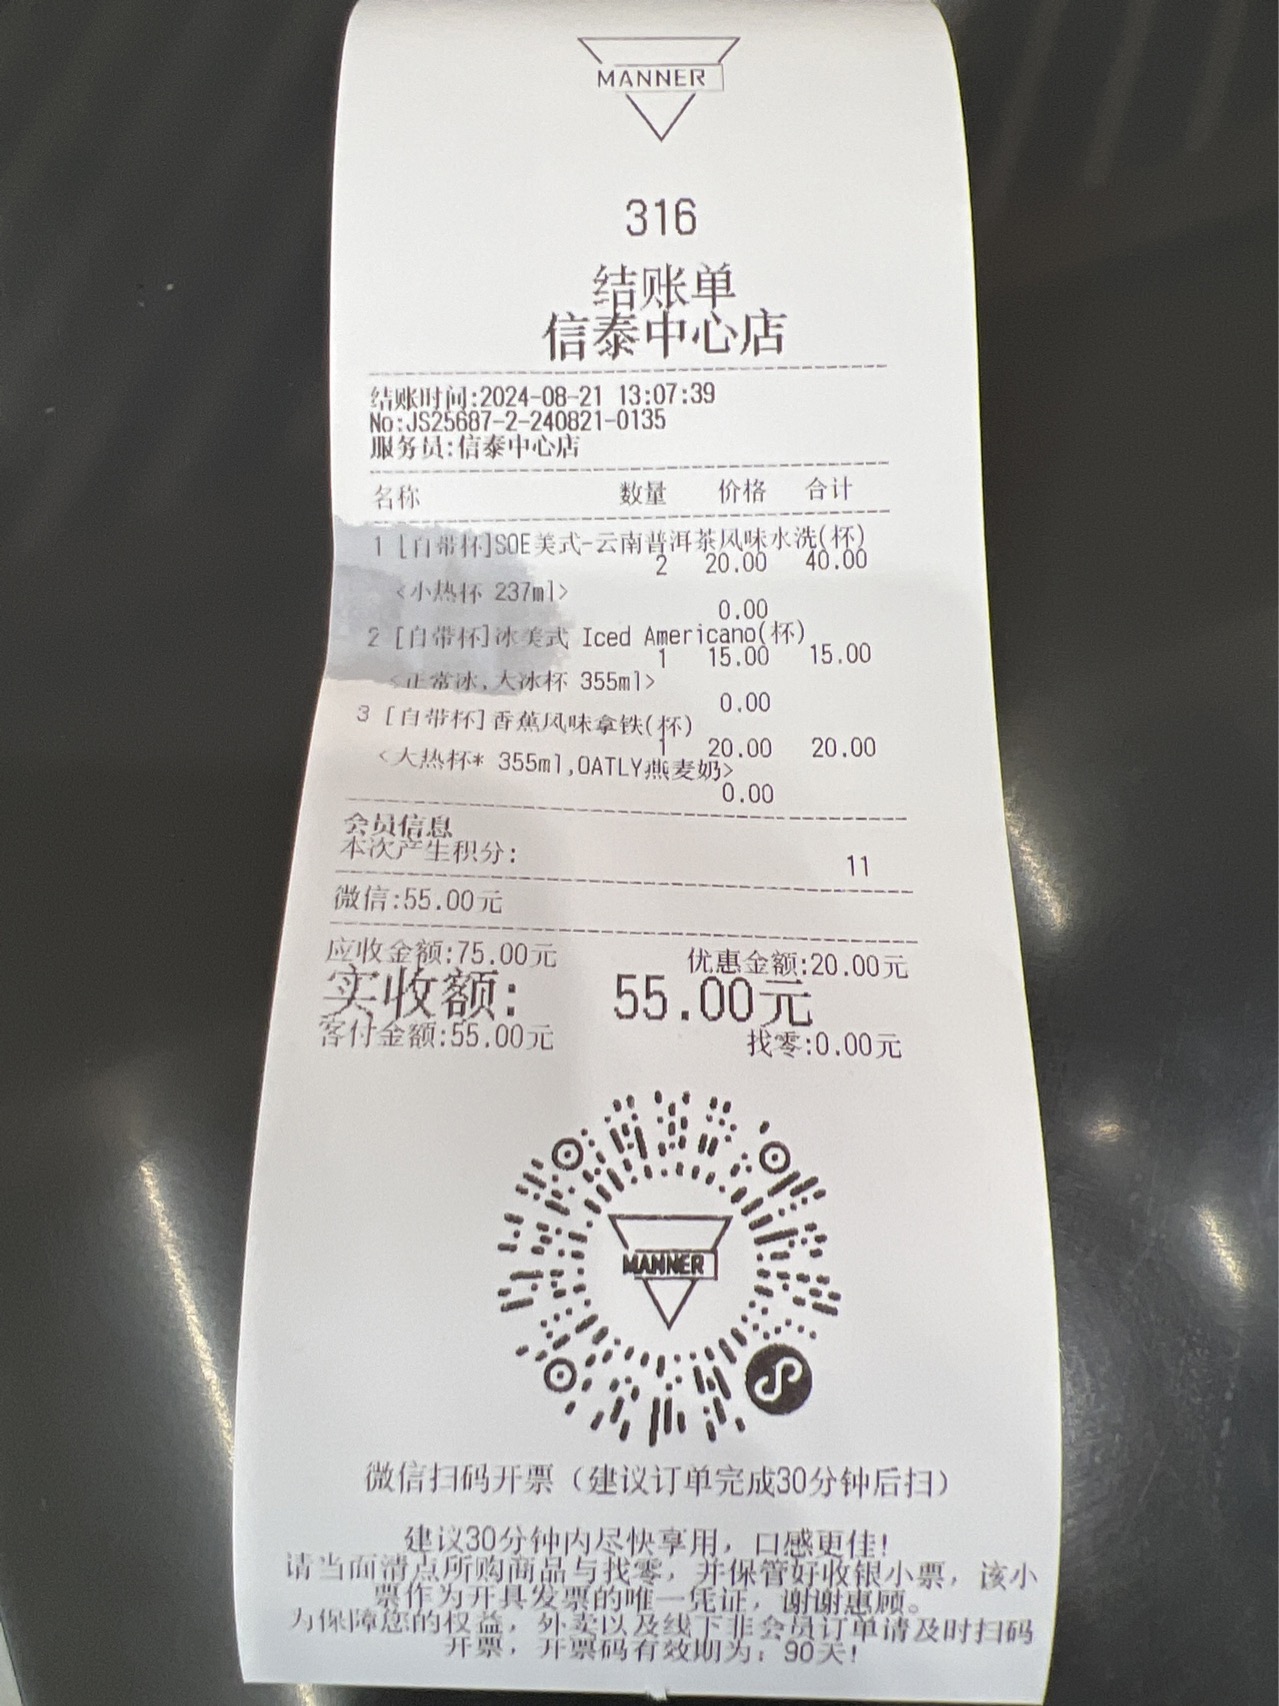 MANNER
316
结账单
信泰中心店
结账时间:2024-08-21 13:07:39
No:JS25687-2-240821-0135
服务员:信泰中心店
名称 数量 价格 合计
1 [自带杯]SOE美式-云南普洱茶风味水洗(杯)
2 20.00 40.00
<小热杯 237ml>
0.00
2 [自带杯]冰美式 Iced Americano(杯)
1 15.00 15.00
<正常冰,大冰杯 355ml>
0.00
3 [自带杯]香蕉风味拿铁(杯)
1 20.00 20.00
<大热杯* 355ml,OATLY燕麦奶>
0.00
会员信息
本次产生积分: 11
微信:55.00元
应收金额:75.00元 优惠金额:20.00元
实收额: 55.00元
客付金额:55.00元 找零:0.00元
MANNER
微信扫码开票（建议订单完成30分钟后扫）
建议30分钟内尽快享用，口感更佳!
请当面清点所购商品与找零，并保管好收银小票，该小
票作为开具发票的唯一凭证，谢谢惠顾。
为保障您的权益，外卖以及线下非会员订单请及时扫码
开票，开票码有效期为：90天!